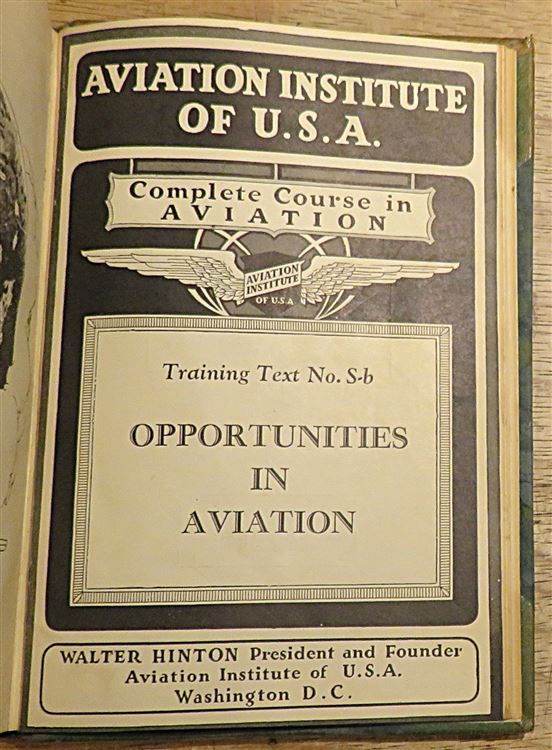 AVIATION INSTITUTE
OF U.S.A.
Complete Course in
AVIATION
AVIATION
INSTITUTE
OF U.S.A
Training Text No. S-b
OPPORTUNITIES
IN
AVIATION
WALTER HINTON President and Founder
Aviation Institute of U.S.A.
Washington D.C.